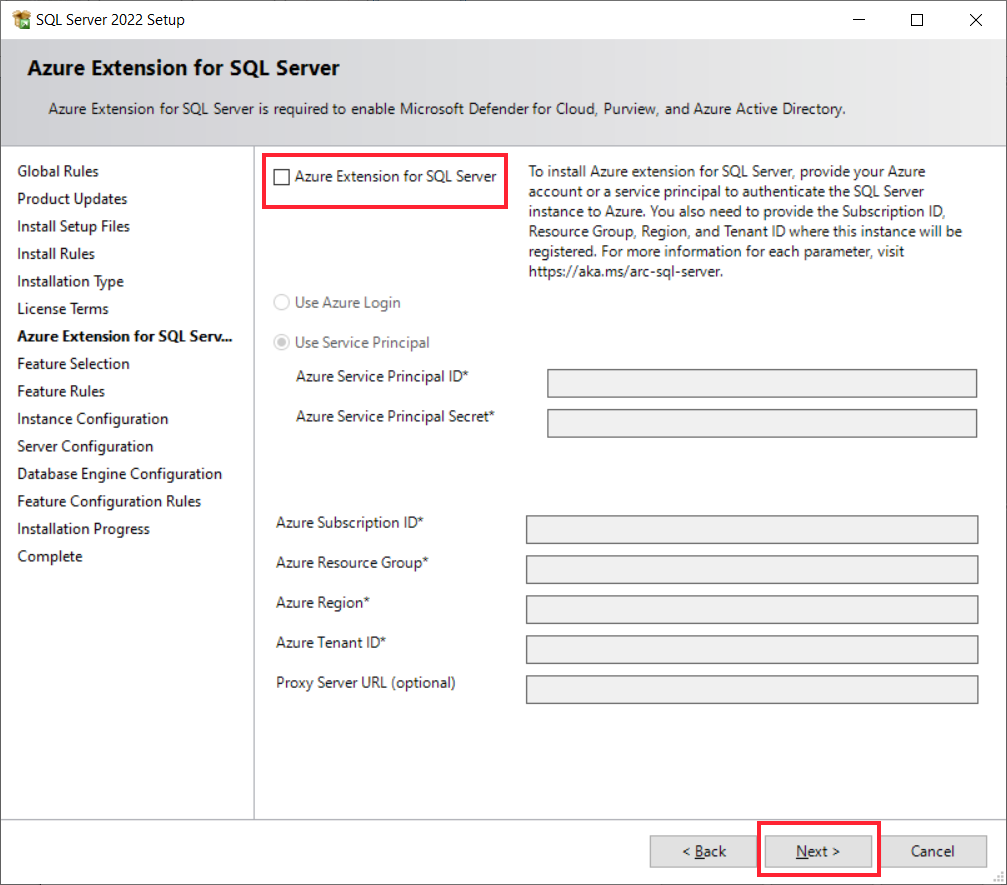 SQL Server 2022 Setup
Azure Extension for SQL Server
Azure Extension for SQL Server is required to enable Microsoft Defender for Cloud, Purview, and Azure Active Directory.
Global Rules
Product Updates
Install Setup Files
Install Rules
Installation Type
License Terms
Azure Extension for SQL Serv...
Feature Selection
Feature Rules
Instance Configuration
Server Configuration
Database Engine Configuration
Feature Configuration Rules
Installation Progress
Complete
Azure Extension for SQL Server
To install Azure extension for SQL Server, provide your Azure
account or a service principal to authenticate the SQL Server
instance to Azure. You also need to provide the Subscription ID,
Resource Group, Region, and Tenant ID where this instance will be
registered. For more information for each parameter, visit
https://aka.ms/arc-sql-server.
Use Azure Login
Use Service Principal
Azure Service Principal ID*
Azure Service Principal Secret*
Azure Subscription ID*
Azure Resource Group*
Azure Region*
Azure Tenant ID*
Proxy Server URL (optional)
< Back
Next >
Cancel